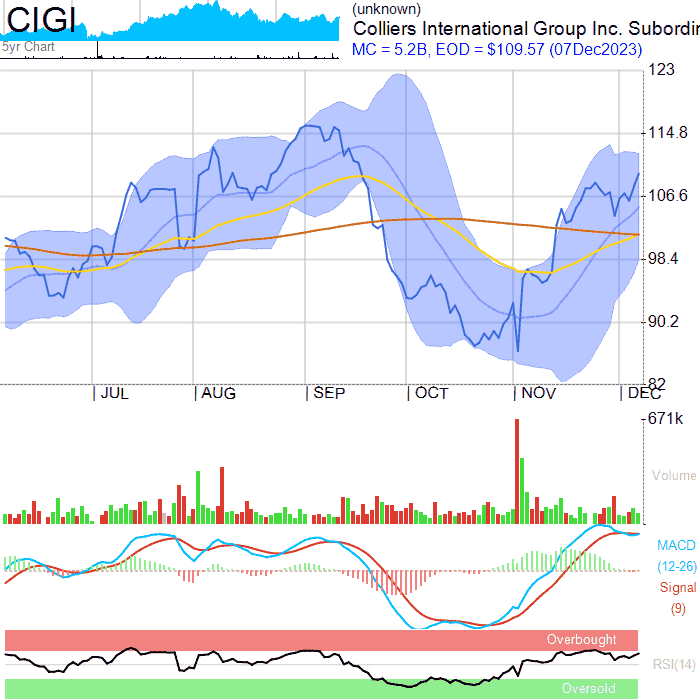 CIGI
5yr Chart
(unknown)
Colliers International Group Inc. Subordin
MC = 5.2B, EOD = $109.57 (07Dec2023)
123
114.8
106.6
98.4
90.2
82
JUL AUG SEP OCT NOV DEC
671k
Volume
MACD
(12-26)
Signal
(9)
Overbought
RSI(14)
Oversold